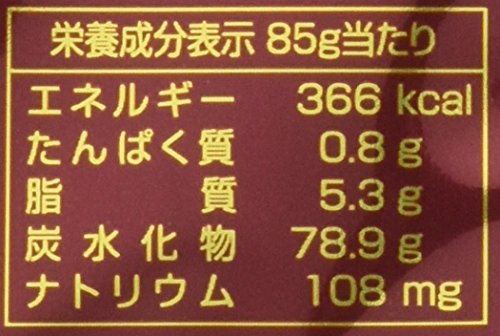 栄養成分表示 85g当たり
エネルギー 366 kcal
たんぱく質 0.8 g
脂質 5.3 g
炭水化物 78.9 g
ナトリウム 108 mg